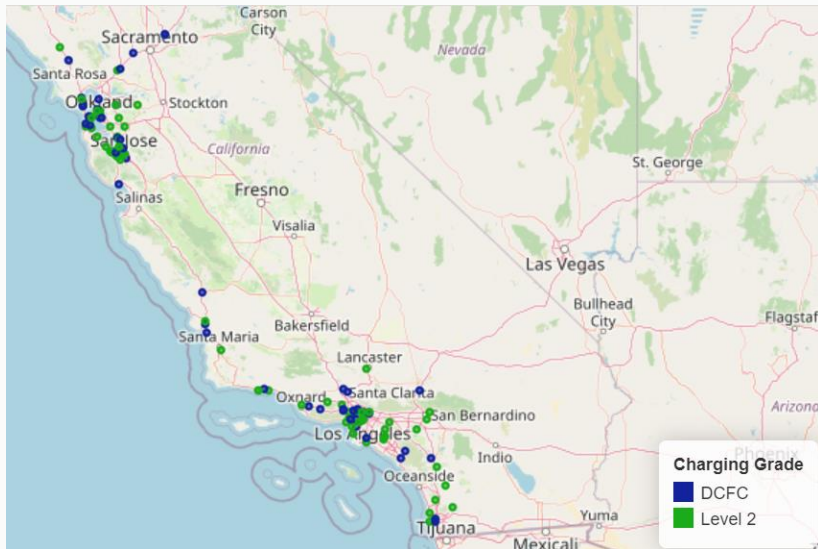 Carson
City
Sacramento
Nevada
Santa Rosa
Oakland
Stockton
San Jose
California
St. George
Fresno
Salinas
Visalia
Las Vegas
Bullhead
City
Flagstaf
Bakersfield
Santa Maria
Lancaster
Santa Clarita
Oxnard
San Bernardino
Arizona
Los Angeles
Indio
Phoenix
Oceanside
Yuma
Tijuana
Mexicali
Charging Grade
DCFC
Level 2